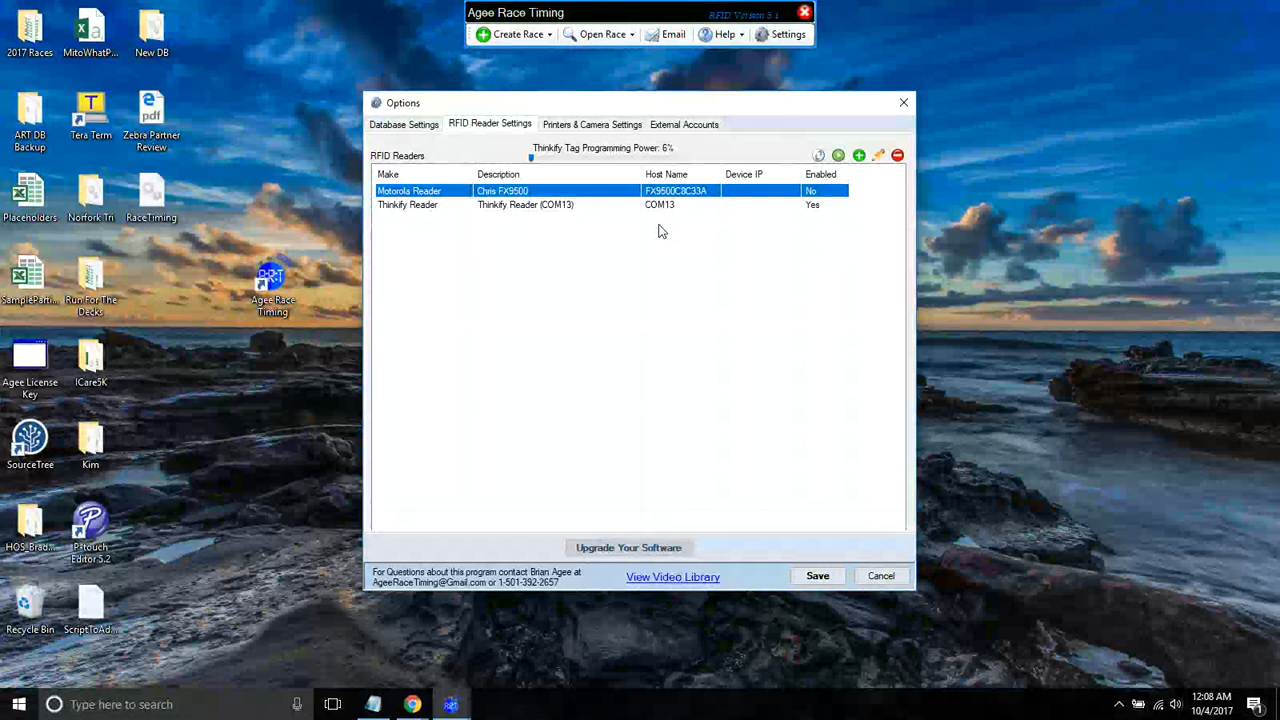 Agee Race Timing
RFID Version 5.1
Create Race
Open Race
Email
Help
Settings
2017 Races
MitoWhatP...
New DB
ART DB
Backup
Tera Term
Zebra Partner
Review
Placeholders
Norfork Tri
RaceTiming
SampleParti...
Run For The
Decks
Agee Race
Timing
Agee License
Key
ICare5K
SourceTree
Kim
HOS_Brad...
P-touch
Editor 5.2
Recycle Bin
ScriptToAd...
Options
Database Settings
RFID Reader Settings
Printers & Camera Settings
External Accounts
Thinkify Tag Programming Power: 6%
RFID Readers
Make Description Host Name Device IP Enabled
Motorola Reader Chris FX9500 FX9500C8C33A No
Thinkify Reader Thinkify Reader (COM13) COM13 Yes
Upgrade Your Software
For Questions about this program contact Brian Agee at
AgeeRaceTiming@Gmail.com or 1-501-392-2657
View Video Library
Save
Cancel
Type here to search
12:08 AM
10/4/2017